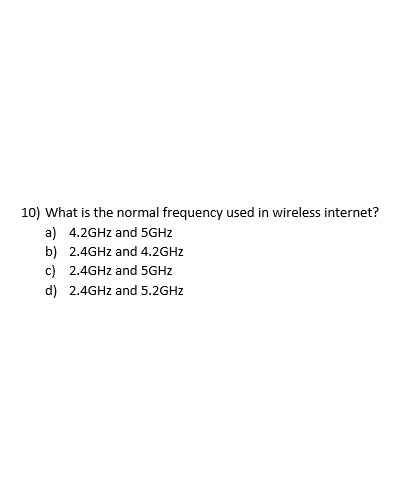 10) What is the normal frequency used in wireless internet?
a) 4.2GHz and 5GHz
b) 2.4GHz and 4.2GHz
c) 2.4GHz and 5GHz
d) 2.4GHz and 5.2GHz